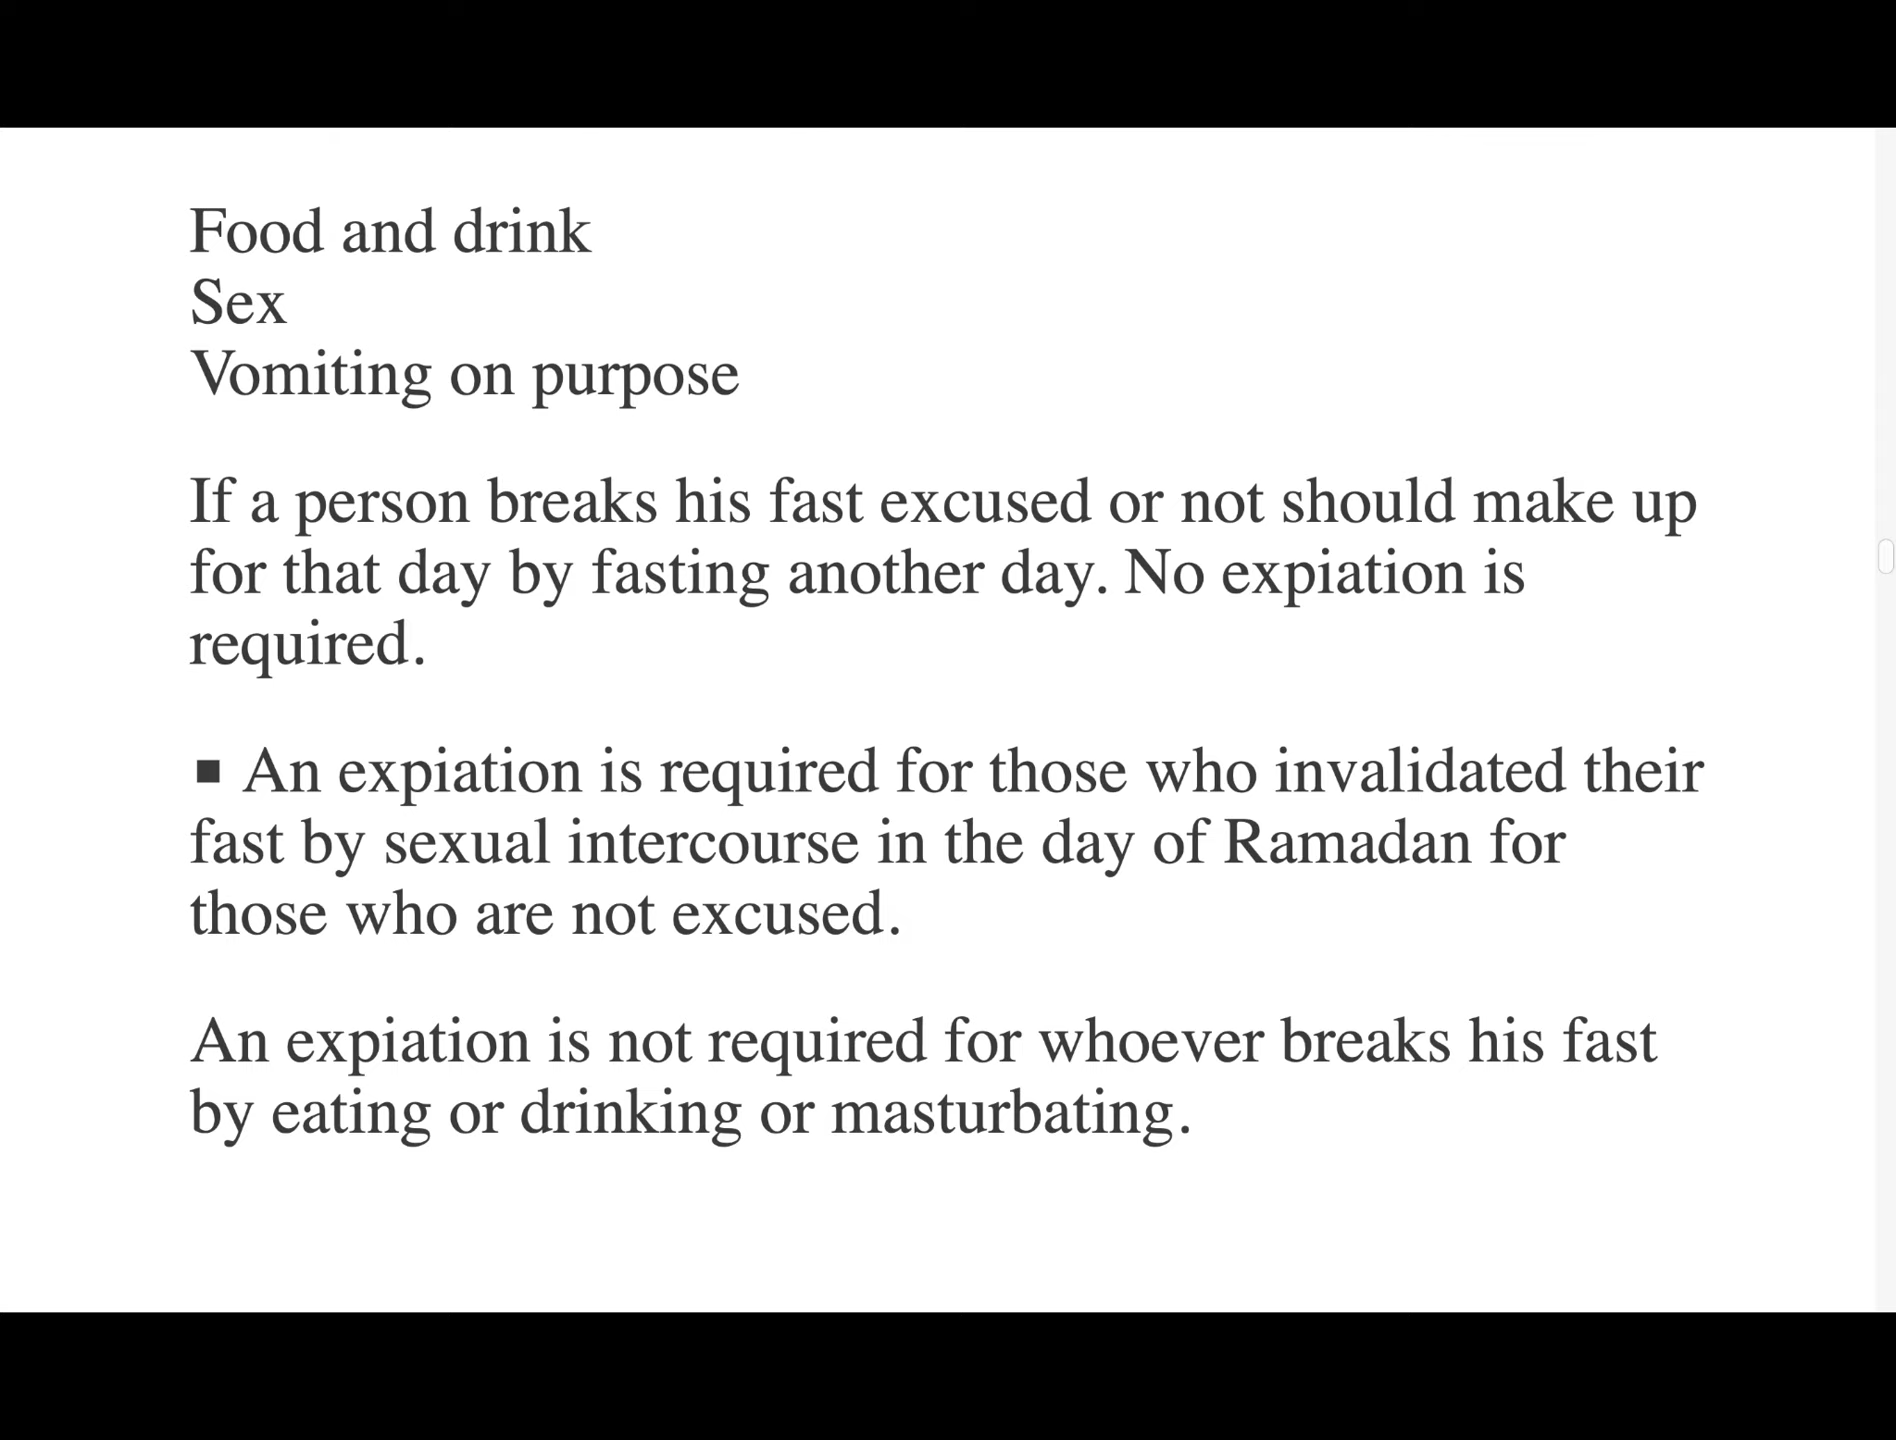 Food and drink
Sex
Vomiting on purpose
If a person breaks his fast excused or not should make up
for that day by fasting another day. No expiation is
required.
▪ An expiation is required for those who invalidated their
fast by sexual intercourse in the day of Ramadan for
those who are not excused.
An expiation is not required for whoever breaks his fast
by eating or drinking or masturbating.